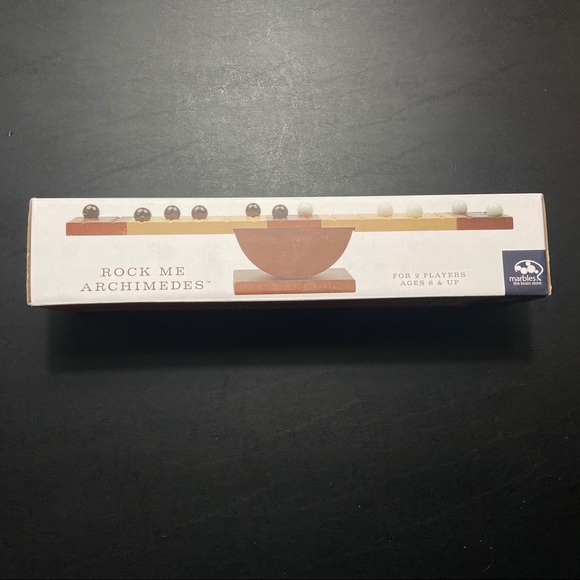 ROCK ME
ARCHIMEDES™
FOR 2 PLAYERS
AGES 6 & UP
marbles
the brain store